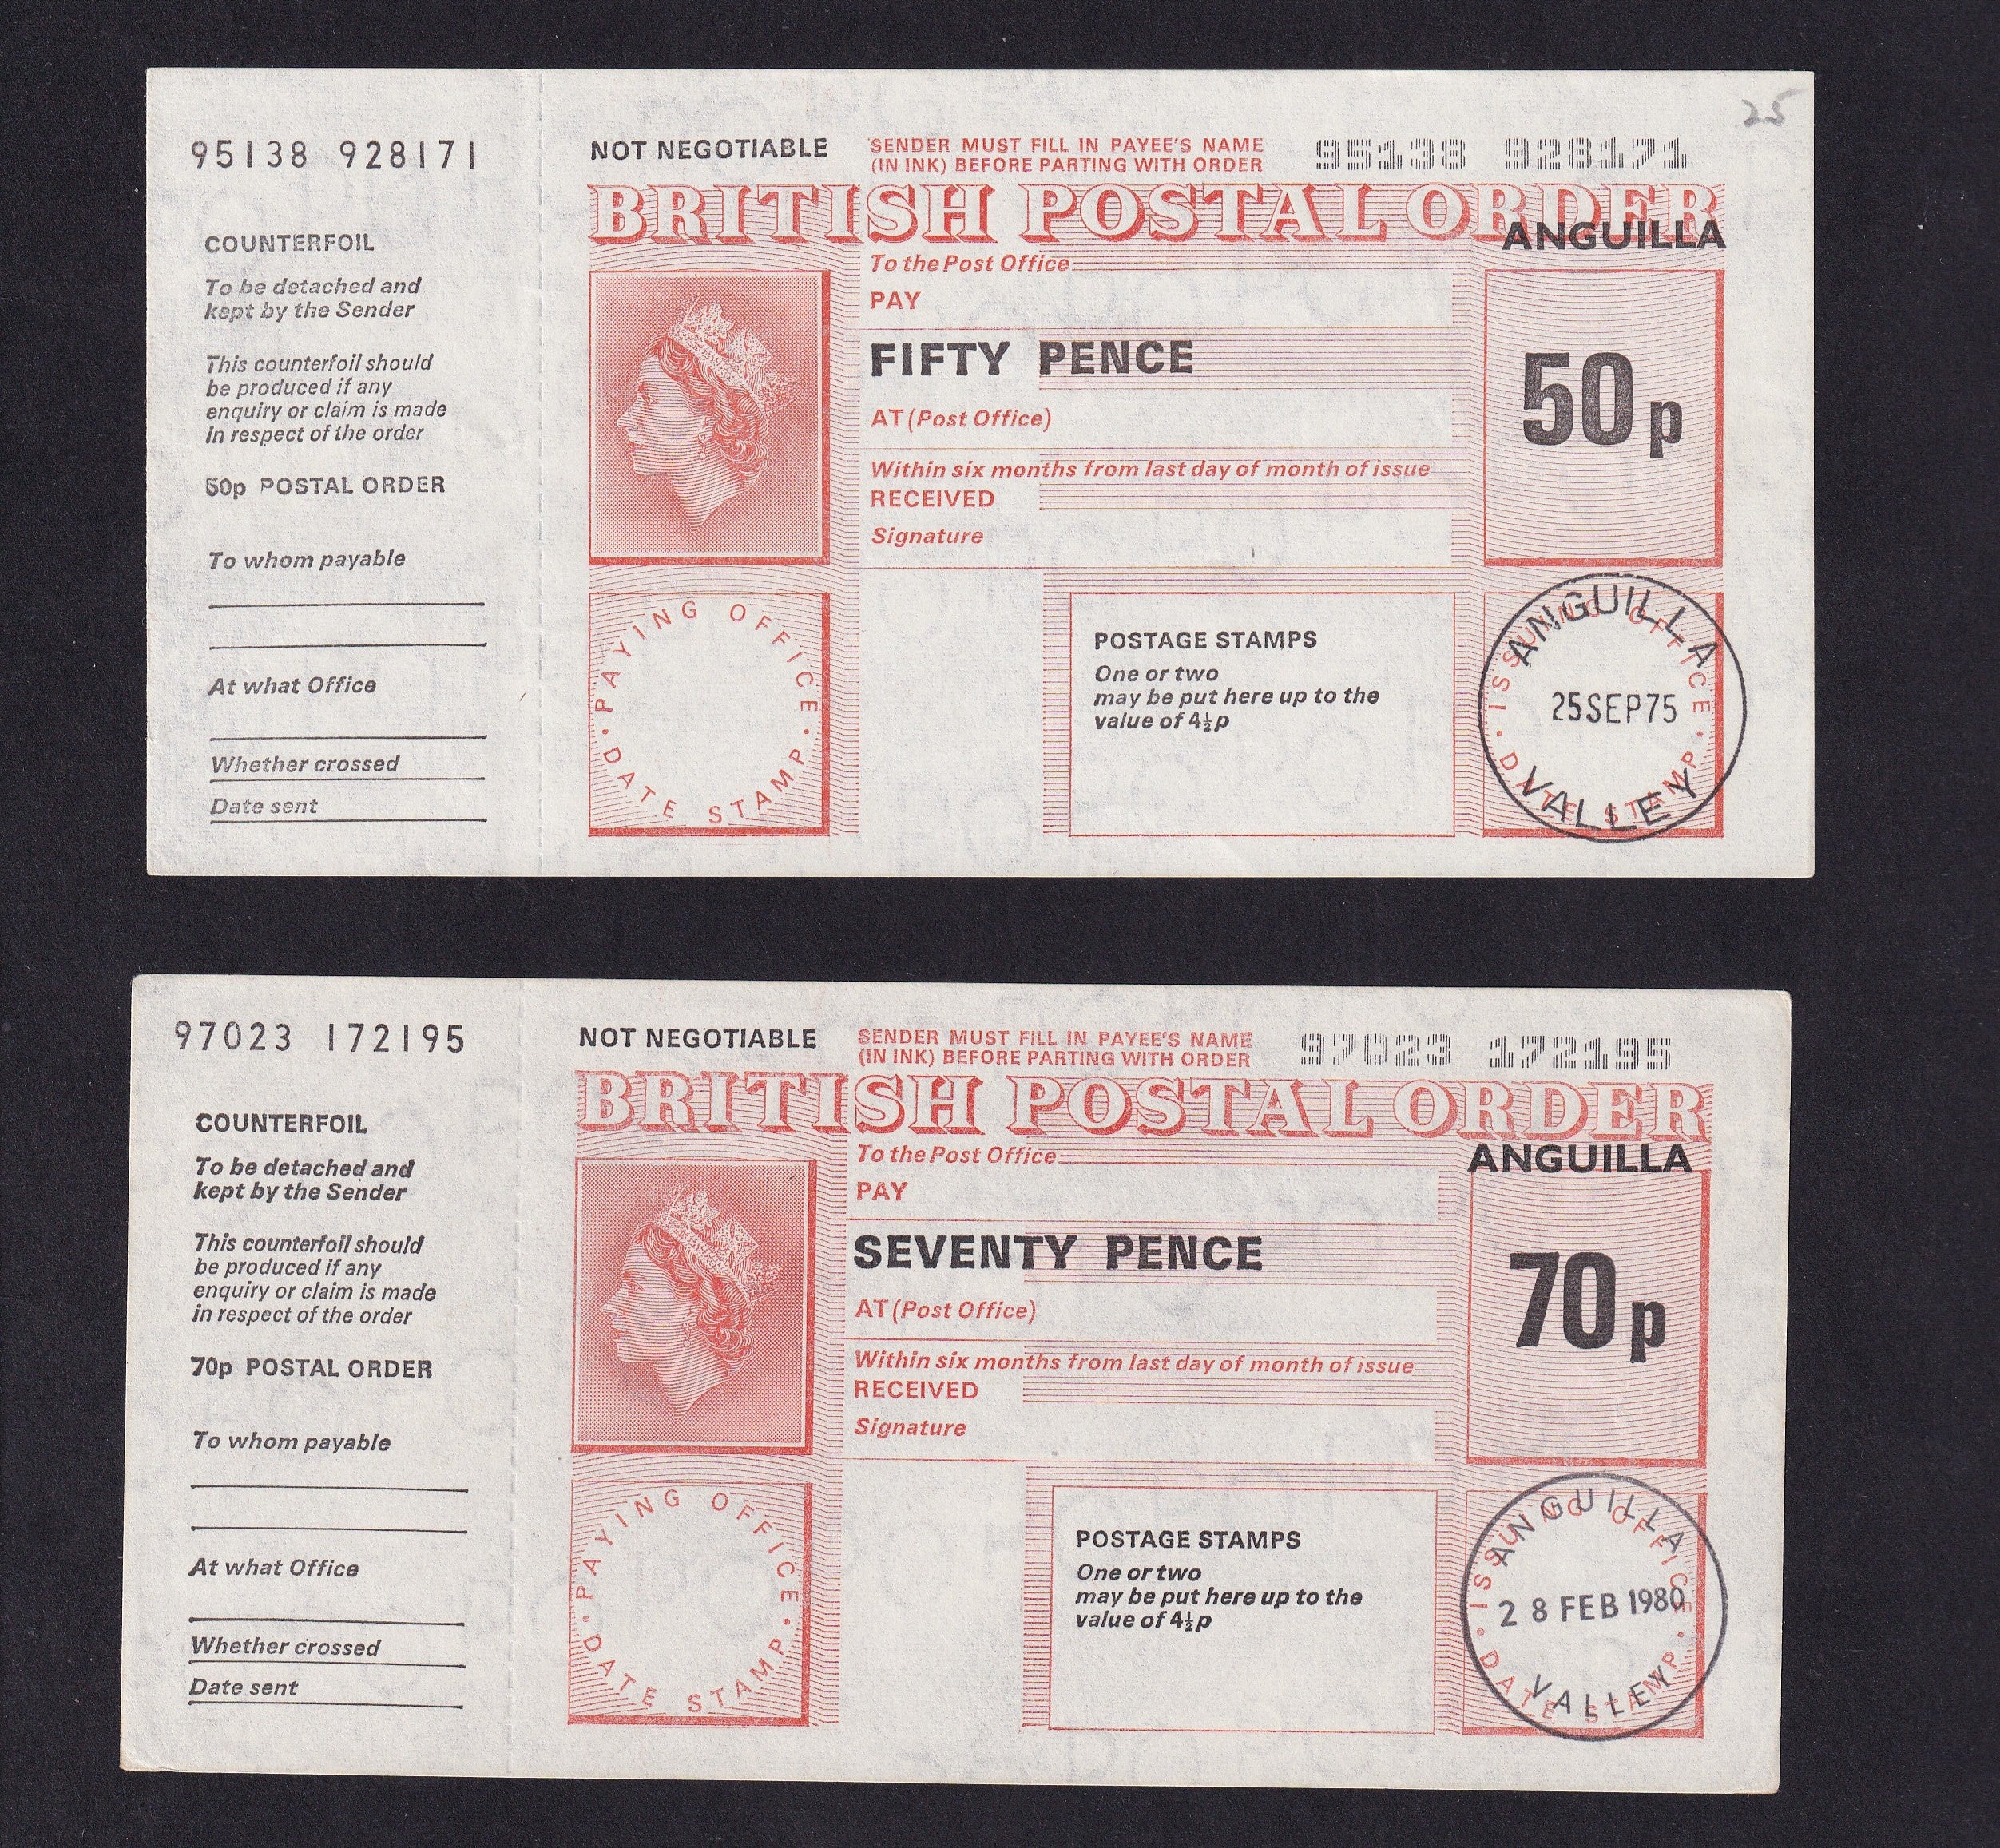 25
95138 928171
NOT NEGOTIABLE
SENDER MUST FILL IN PAYEE'S NAME
(IN INK) BEFORE PARTING WITH ORDER
95138 928171
BRITISH POSTAL ORDER
ANGUILLA
COUNTERFOIL
To be detached and
kept by the Sender
This counterfoil should
be produced if any
enquiry or claim is made
in respect of the order
50p POSTAL ORDER
To whom payable
At what Office
Whether crossed
Date sent
To the Post Office
PAY
FIFTY PENCE
AT (Post Office)
Within six months from last day of month of issue
RECEIVED
Signature
50p
PAYING OFFICE
DATE STAMP
POSTAGE STAMPS
One or two
may be put here up to the
value of 4½p
ISSUING OFFICE
DATE STAMP
ANGUILLA
25SEP75
VALLEY
97023 172195
NOT NEGOTIABLE
SENDER MUST FILL IN PAYEE'S NAME
(IN INK) BEFORE PARTING WITH ORDER
97023 172195
BRITISH POSTAL ORDER
ANGUILLA
COUNTERFOIL
To be detached and
kept by the Sender
This counterfoil should
be produced if any
enquiry or claim is made
in respect of the order
70p POSTAL ORDER
To whom payable
At what Office
Whether crossed
Date sent
To the Post Office
PAY
SEVENTY PENCE
AT (Post Office)
Within six months from last day of month of issue
RECEIVED
Signature
70p
PAYING OFFICE
DATE STAMP
POSTAGE STAMPS
One or two
may be put here up to the
value of 4½p
ISSUING OFFICE
DATE STAMP
ANGUILLA
28 FEB 1980
VALLEY